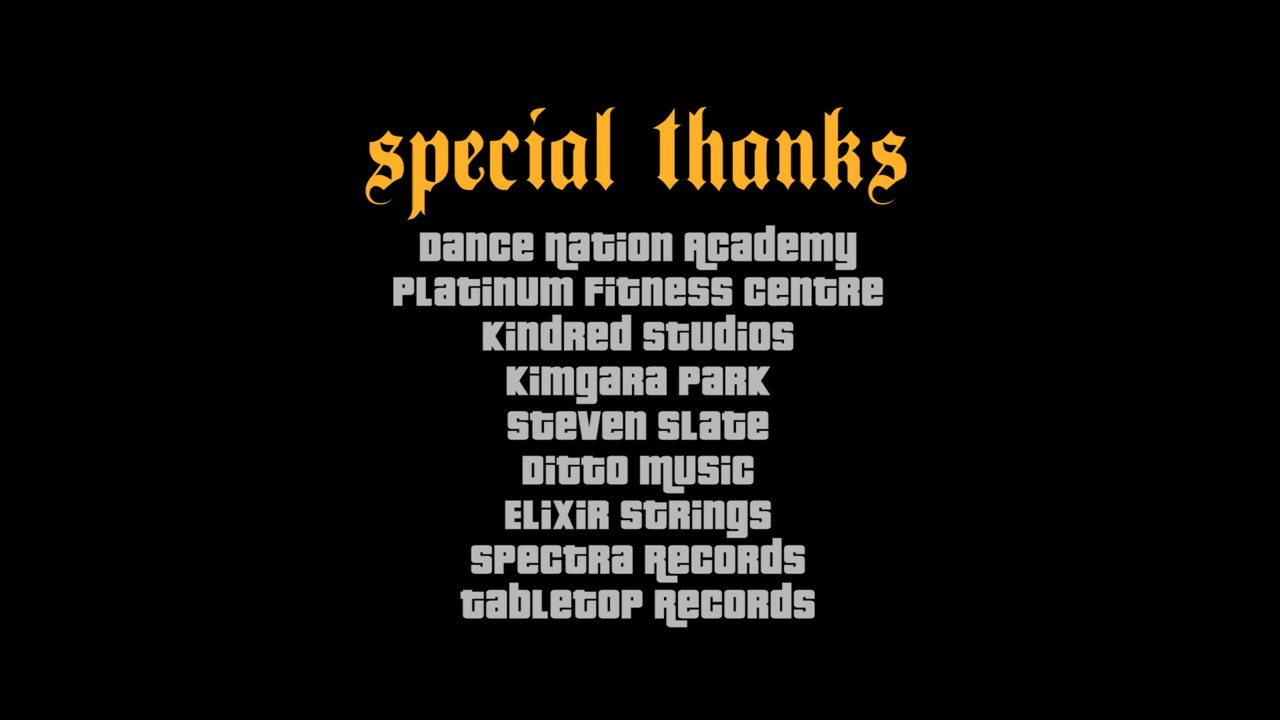 special thanks
Dance Nation Academy
Platinum Fitness Centre
Kindred Studios
Kimgara Park
Steven Slate
Ditto Music
Elixir Strings
Spectra Records
Tabletop Records